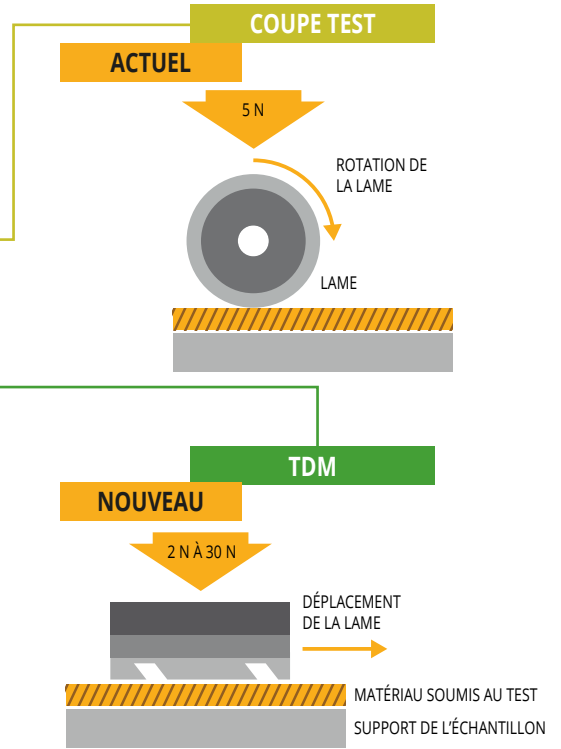 COUPE TEST
ACTUEL
5 N
ROTATION DE
LA LAME
LAME
TDM
NOUVEAU
2 N À 30 N
DÉPLACEMENT
DE LA LAME
MATÉRIAU SOUMIS AU TEST
SUPPORT DE L'ÉCHANTILLON